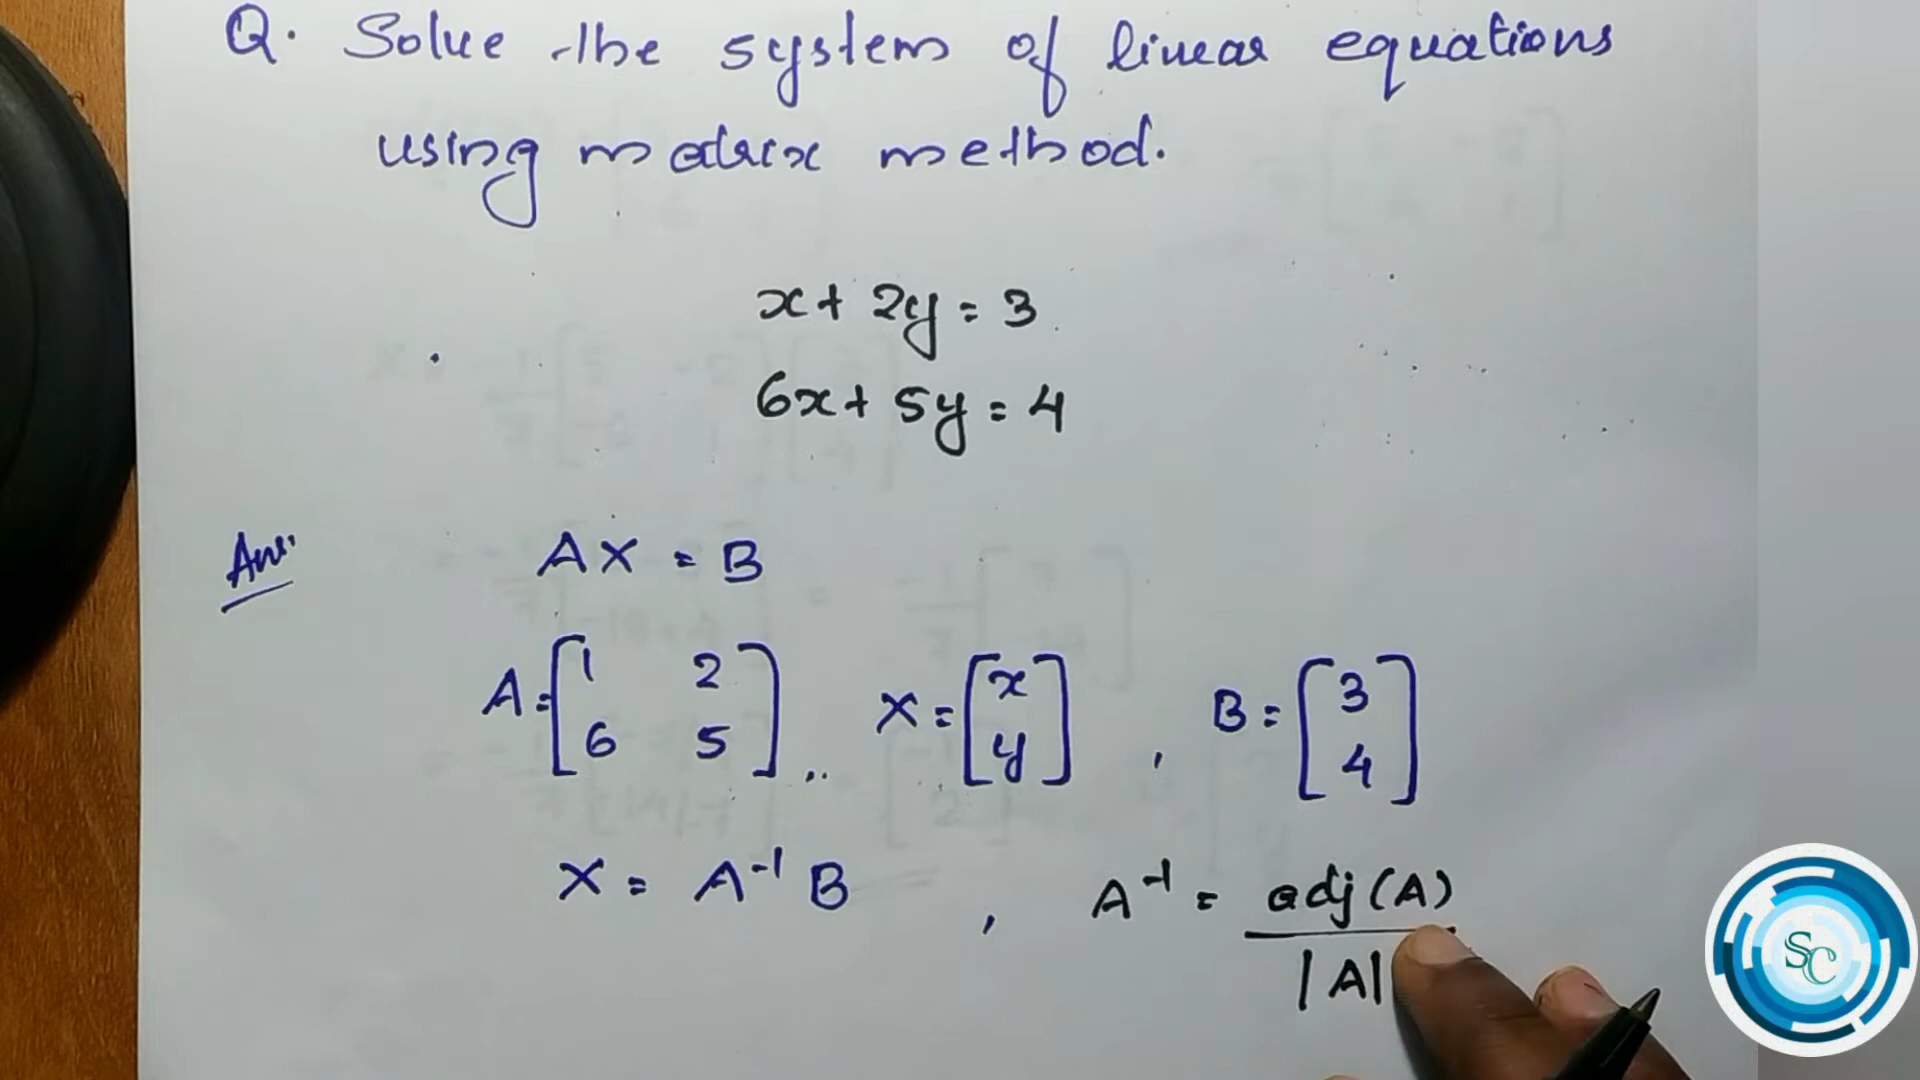 Q. Solve the system of linear equations
using matrix method.
x + 2y = 3
6x + 5y = 4
Ans: AX = B
A = [1 2 6 5], X = [x y], B = [3 4]
X = A⁻¹ B , A⁻¹ = adj(A) / |A|
SC